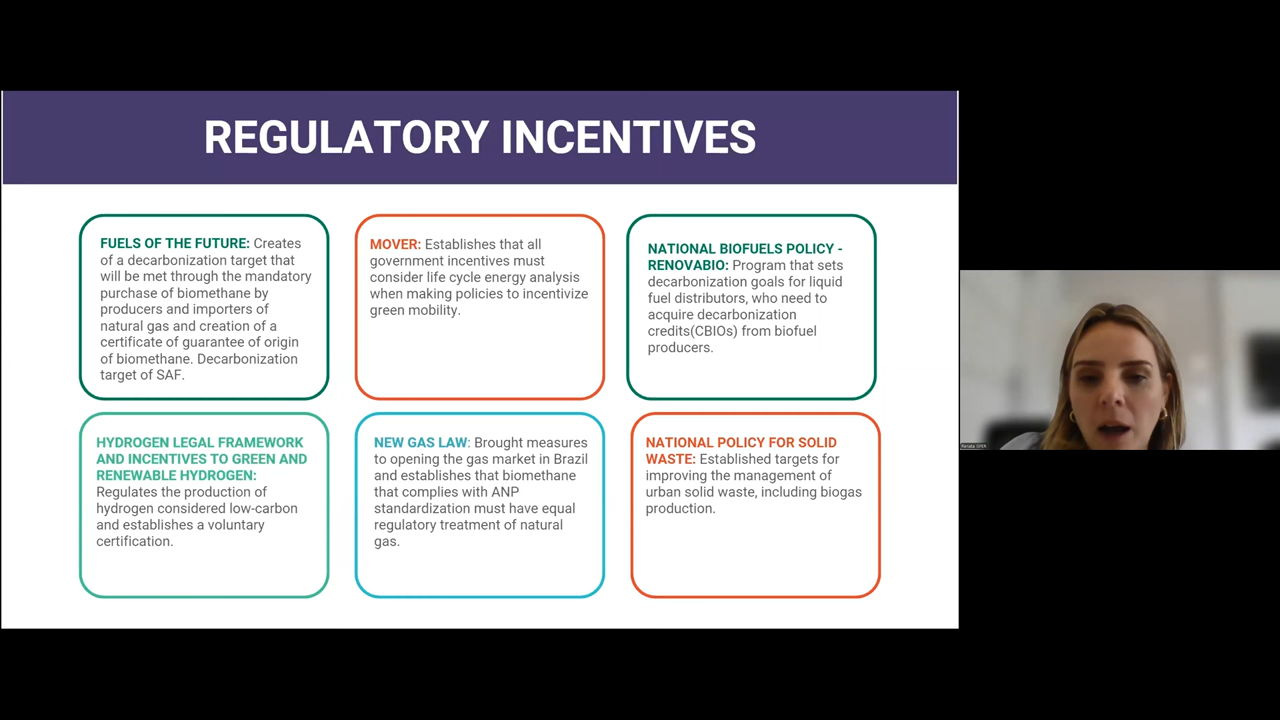 REGULATORY INCENTIVES
FUELS OF THE FUTURE: Creates
of a decarbonization target that
will be met through the mandatory
purchase of biomethane by
producers and importers of
natural gas and creation of a
certificate of guarantee of origin
of biomethane. Decarbonization
target of SAF.
MOVER: Establishes that all
government incentives must
consider life cycle energy analysis
when making policies to incentivize
green mobility.
NATIONAL BIOFUELS POLICY -
RENOVABIO: Program that sets
decarbonization goals for liquid
fuel distributors, who need to
acquire decarbonization
credits(CBIOs) from biofuel
producers.
HYDROGEN LEGAL FRAMEWORK
AND INCENTIVES TO GREEN AND
RENEWABLE HYDROGEN:
Regulates the production of
hydrogen considered low-carbon
and establishes a voluntary
certification.
NEW GAS LAW: Brought measures
to opening the gas market in Brazil
and establishes that biomethane
that complies with ANP
standardization must have equal
regulatory treatment of natural
gas.
NATIONAL POLICY FOR SOLID
WASTE: Established targets for
improving the management of
urban solid waste, including biogas
production.